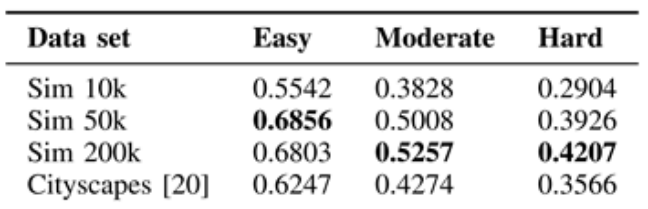 Data set Easy Moderate Hard
Sim 10k 0.5542 0.3828 0.2904
Sim 50k 0.6856 0.5008 0.3926
Sim 200k 0.6803 0.5257 0.4207
Cityscapes [20] 0.6247 0.4274 0.3566